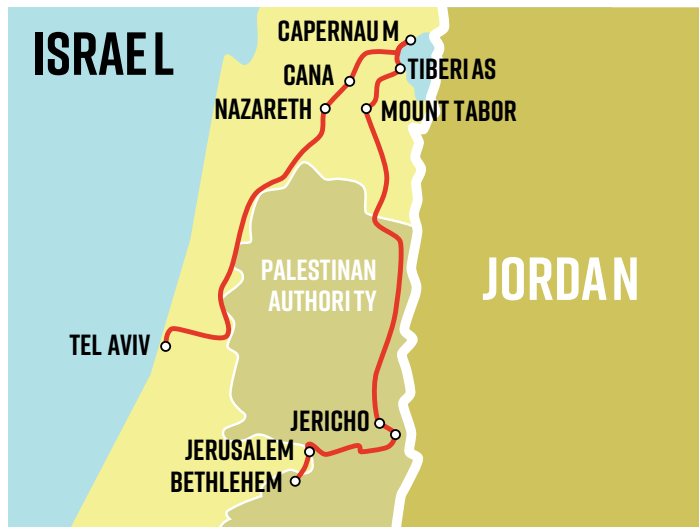 ISRAEL
CAPERNAUM
CANA
TIBERIAS
NAZARETH
MOUNT TABOR
PALESTINAN
AUTHORITY
JORDAN
TEL AVIV
JERICHO
JERUSALEM
BETHLEHEM